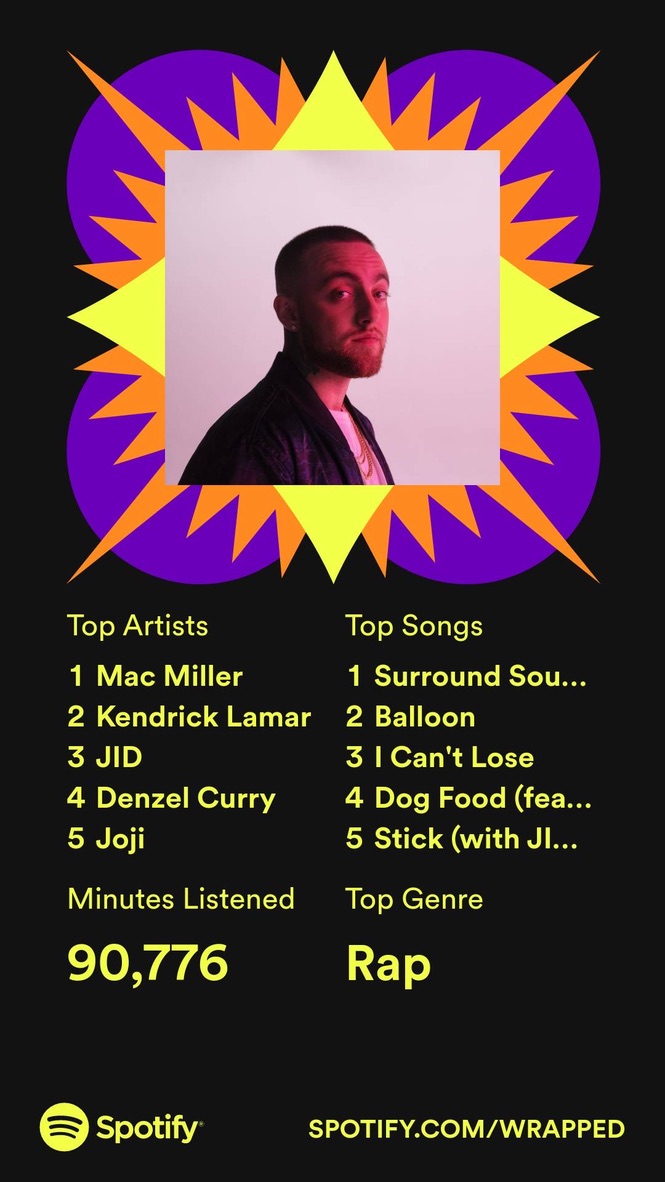 Top Artists
1 Mac Miller
2 Kendrick Lamar
3 JID
4 Denzel Curry
5 Joji
Top Songs
1 Surround Sou...
2 Balloon
3 I Can't Lose
4 Dog Food (fea...
5 Stick (with JI...
Minutes Listened
90,776
Top Genre
Rap
Spotify®
SPOTIFY.COM/WRAPPED